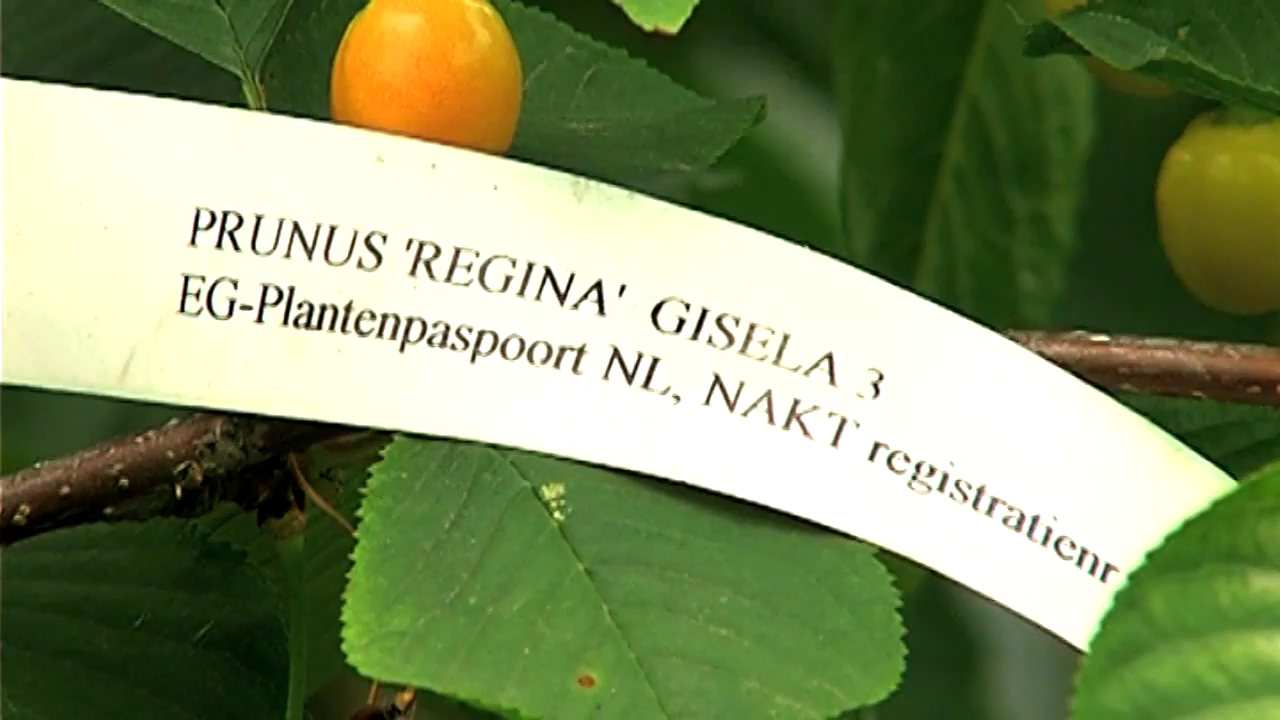 PRUNUS 'REGINA' GISELA 3
EG-Plantenpaspoort NL, NAKT registratienr